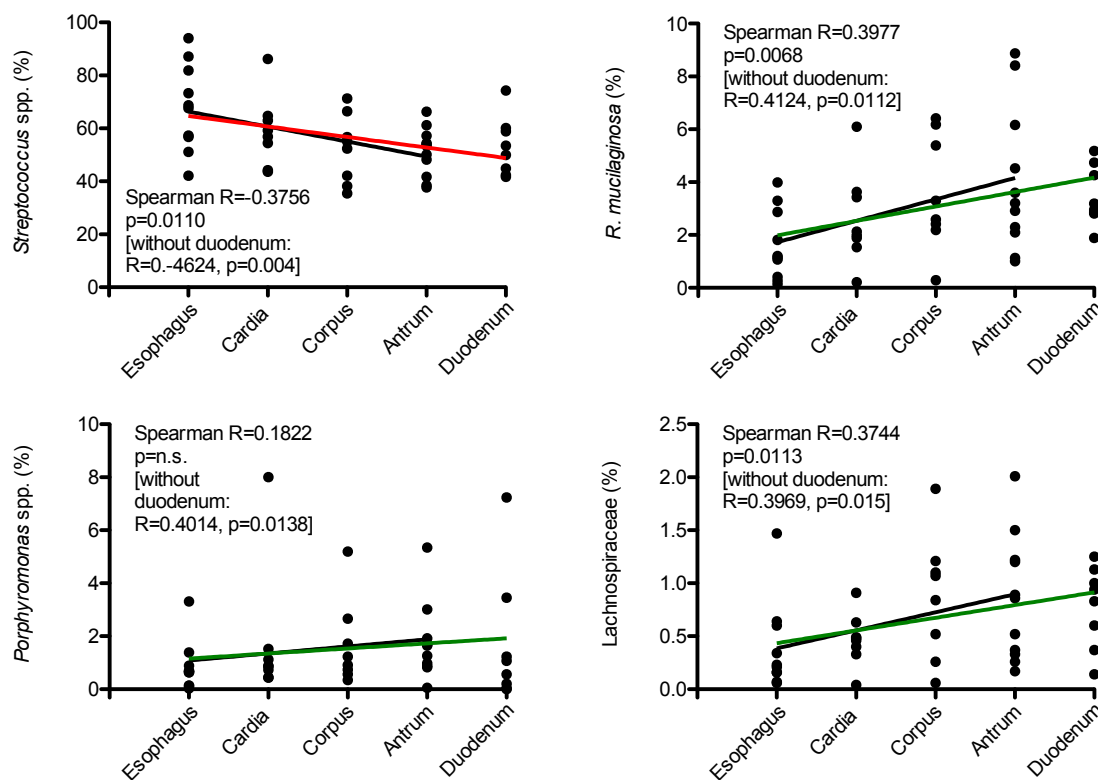 Streptococcus spp. (%)
100
80
60
40
20
0
Spearman R=-0.3756
p=0.0110
[without duodenum:
R=0.-4624, p=0.004]
Esophagus
Cardia
Corpus
Antrum
Duodenum
R. mucilaginosa (%)
10
8
6
4
2
0
Spearman R=0.3977
p=0.0068
[without duodenum:
R=0.4124, p=0.0112]
Esophagus
Cardia
Corpus
Antrum
Duodenum
Porphyromonas spp. (%)
10
8
6
4
2
0
Spearman R=0.1822
p=n.s.
[without
duodenum:
R=0.4014, p=0.0138]
Esophagus
Cardia
Corpus
Antrum
Duodenum
Lachnospiraceae (%)
2.5
2.0
1.5
1.0
0.5
0.0
Spearman R=0.3744
p=0.0113
[without duodenum:
R=0.3969, p=0.015]
Esophagus
Cardia
Corpus
Antrum
Duodenum